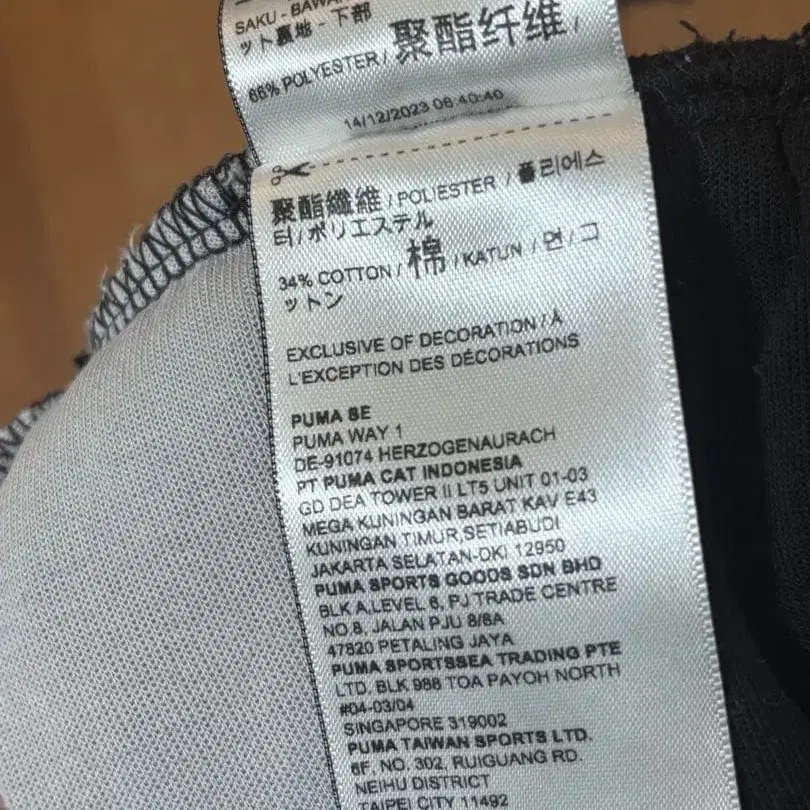 SAKU - BAWA
ット裏地 - 下部
66% POLYESTER / 聚酯纤维 /
14/12/2023 06:40:40
聚酯纖維 / POLIESTER / 폴리에스
터 / ポリエステル
34% COTTON / 棉 / KATUN / 면 / コ
ットン
EXCLUSIVE OF DECORATION / À
L'EXCEPTION DES DÉCORATIONS
PUMA SE
PUMA WAY 1
DE-91074 HERZOGENAURACH
PT PUMA CAT INDONESIA
GD DEA TOWER II LT5 UNIT 01-03
MEGA KUNINGAN BARAT KAV E43
KUNINGAN TIMUR,SETIABUDI
JAKARTA SELATAN-DKI 12950
PUMA SPORTS GOODS SDN BHD
BLK A,LEVEL 6, PJ TRADE CENTRE
NO.8, JALAN PJU 8/8A
47820 PETALING JAYA
PUMA SPORTSSEA TRADING PTE
LTD. BLK 988 TOA PAYOH NORTH
#04-03/04
SINGAPORE 319002
PUMA TAIWAN SPORTS LTD.
6F, NO. 302, RUIGUANG RD.
NEIHU DISTRICT
TAIPEI CITY 11492